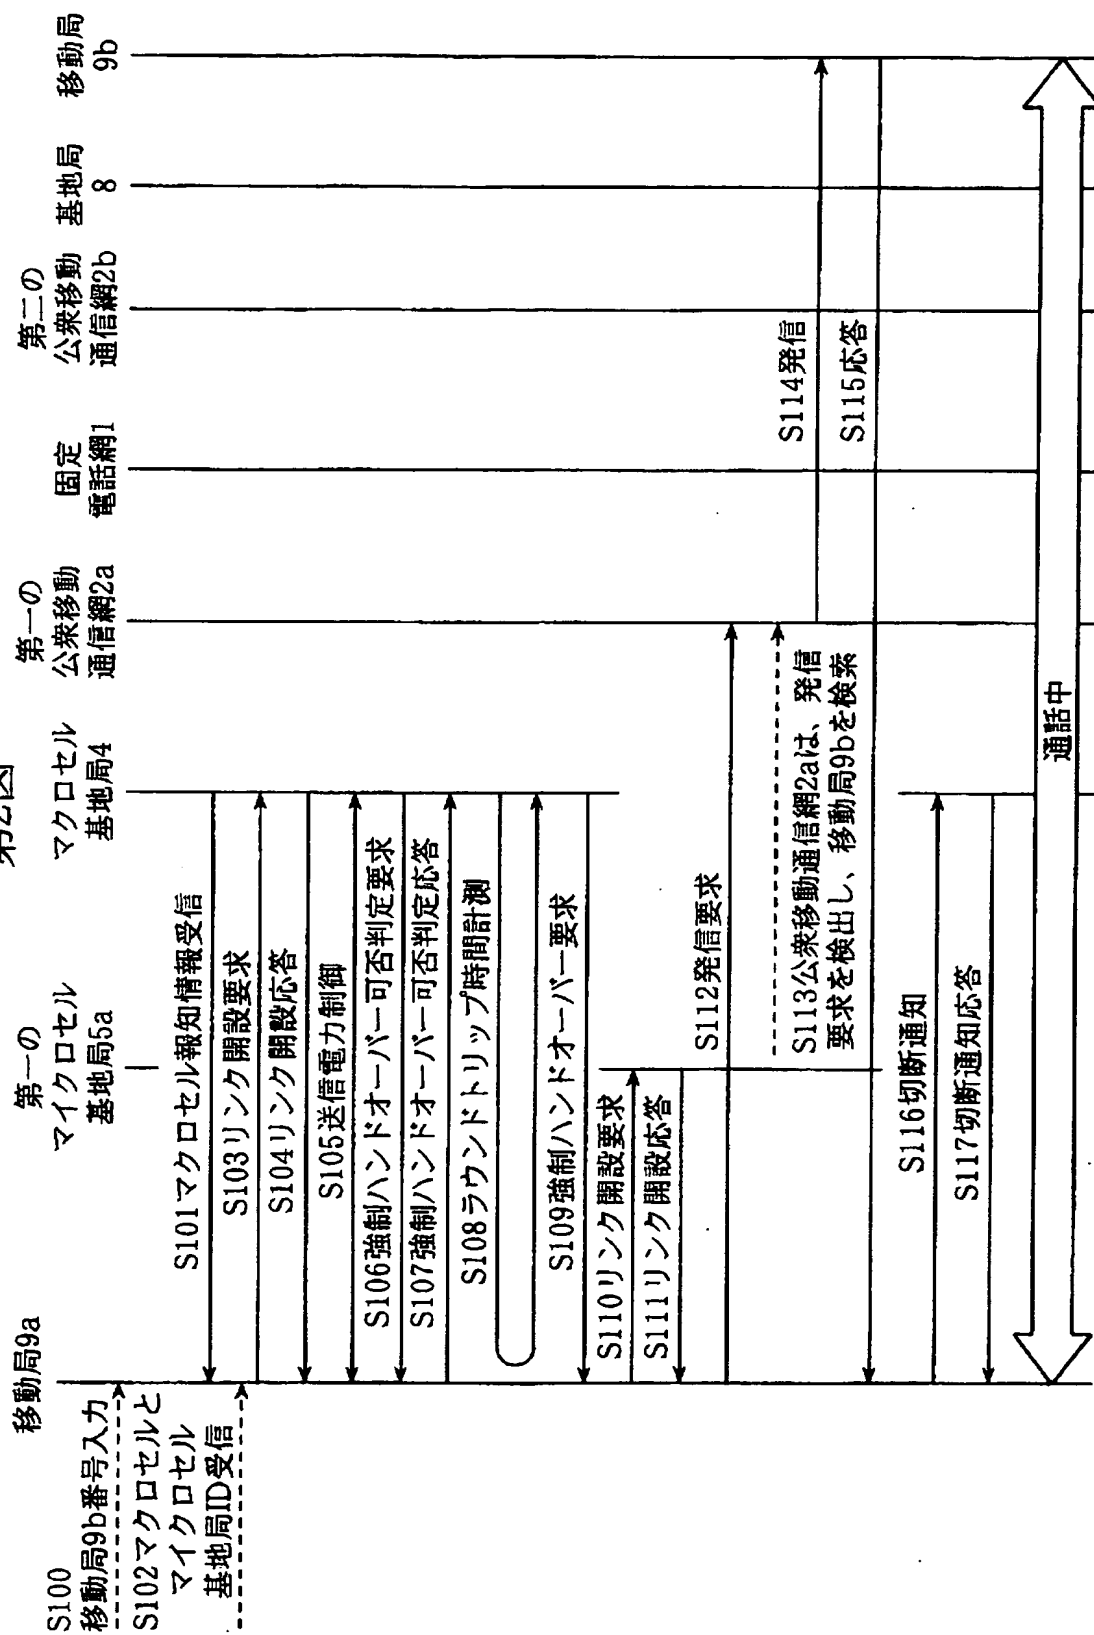 第2図
移動局9a
第一の
マイクロセル
基地局5a
マクロセル
基地局4
第一の
公衆移動
通信網2a
固定
電話網1
第二の
公衆移動
通信網2b
基地局
8
移動局
9b
S100
移動局9b番号入力
S101マクロセル報知情報受信
S102マクロセルと
マイクロセル
基地局ID受信
S103リンク開設要求
S104リンク開設応答
S105送信電力制御
S106強制ハンドオーバー可否判定要求
S107強制ハンドオーバー可否判定応答
S108ラウンドトリップ時間計測
S109強制ハンドオーバー要求
S110リンク開設要求
S111リンク開設応答
S112発信要求
S113公衆移動通信網2aは、発信
要求を検出し、移動局9bを検索
S114発信
S115応答
S116切断通知
S117切断通知応答
通話中